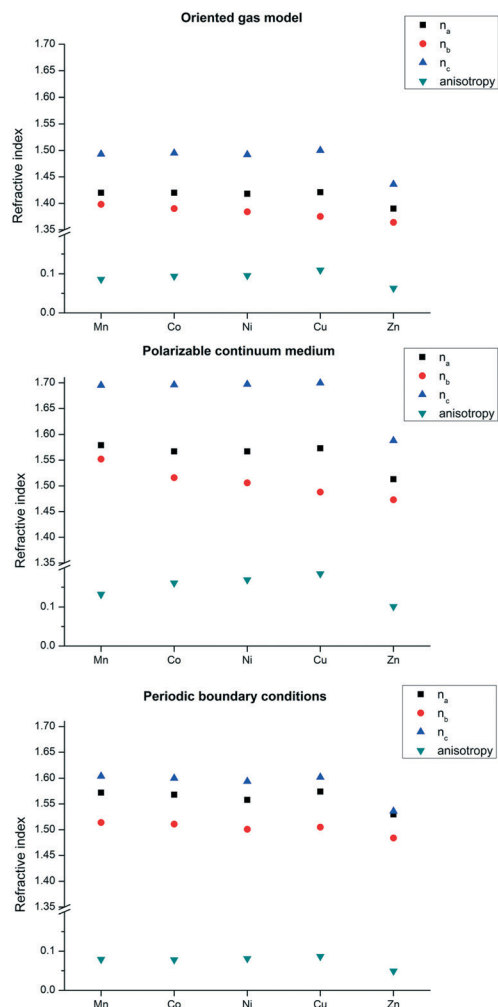 Oriented gas model
n_a
n_b
n_c
anisotropy
Refractive index
1.70
1.65
1.60
1.55
1.50
1.45
1.40
1.35
0.1
0.0
Mn Co Ni Cu Zn
Polarizable continuum medium
n_a
n_b
n_c
anisotropy
Refractive index
1.70
1.65
1.60
1.55
1.50
1.45
1.40
1.35
0.1
0.0
Mn Co Ni Cu Zn
Periodic boundary conditions
n_a
n_b
n_c
anisotropy
Refractive index
1.70
1.65
1.60
1.55
1.50
1.45
1.40
1.35
0.1
0.0
Mn Co Ni Cu Zn